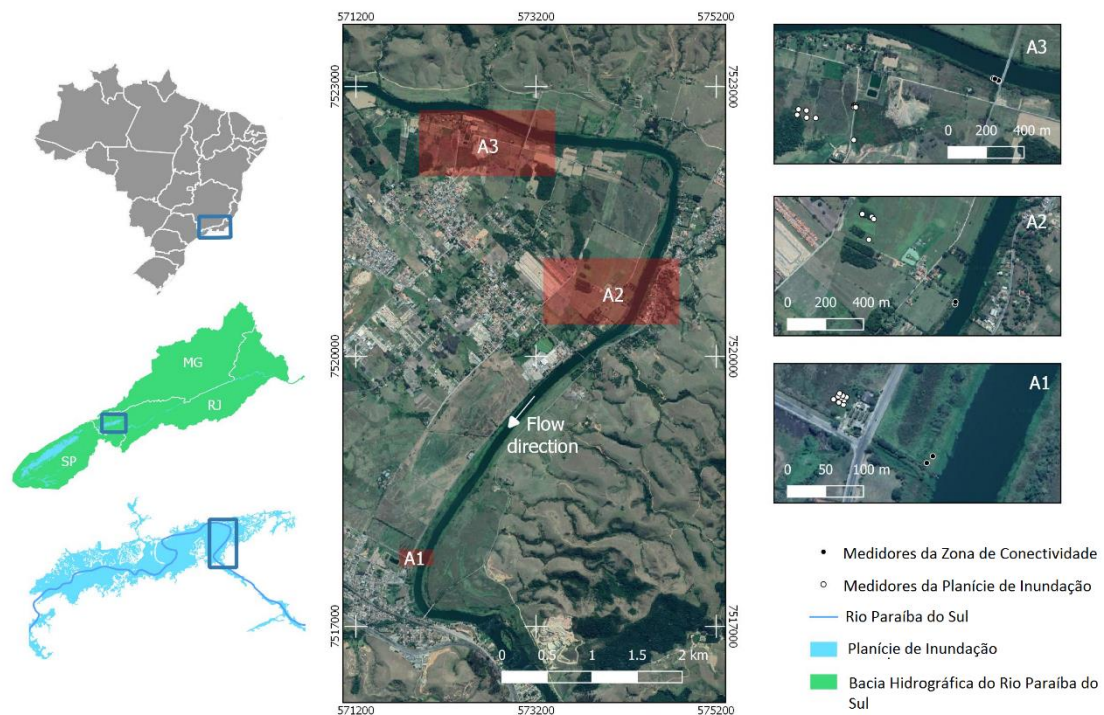 571200
573200
575200
7523000
7523000
A3
A2
7520000
7520000
Flow
direction
A1
7517000
7517000
0
0.5
1
1.5
2 km
571200
573200
575200
MG
RJ
SP
A3
0
200
400 m
A2
0
200
400 m
A1
0
50
100 m
Medidores da Zona de Conectividade
Medidores da Planície de Inundação
Rio Paraíba do Sul
Planície de Inundação
Bacia Hidrográfica do Rio Paraíba do
Sul